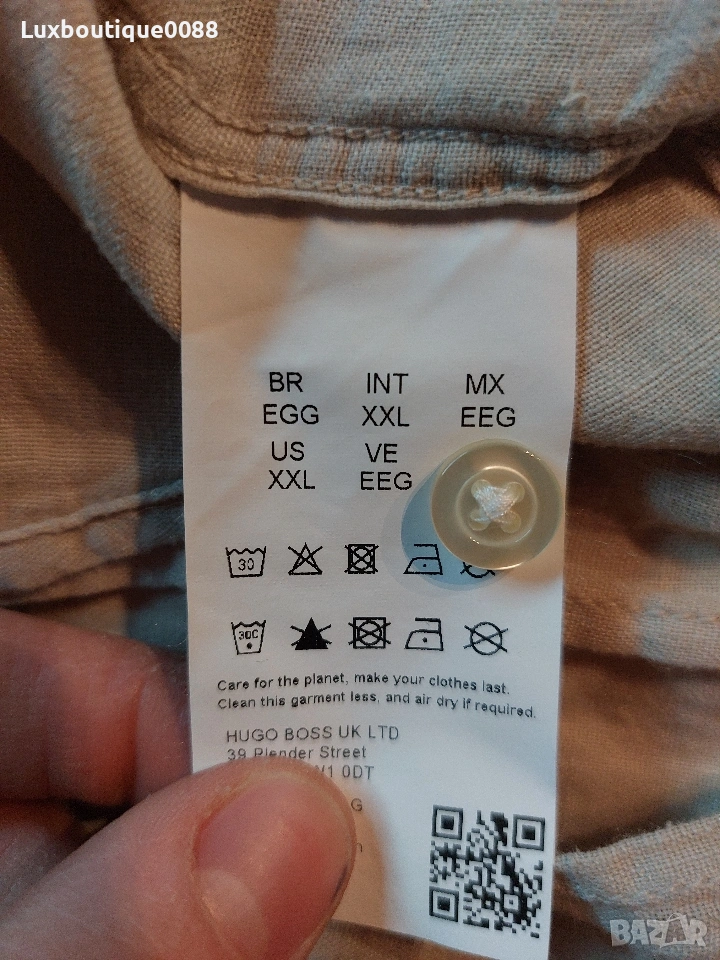 Luxboutique0088
BR INT MX
EGG XXL EEG
US VE
XXL EEG
30
30C
Care for the planet, make your clothes last.
Clean this garment less, and air dry if required.
HUGO BOSS UK LTD
39 Plender Street
0DT
BAZAR